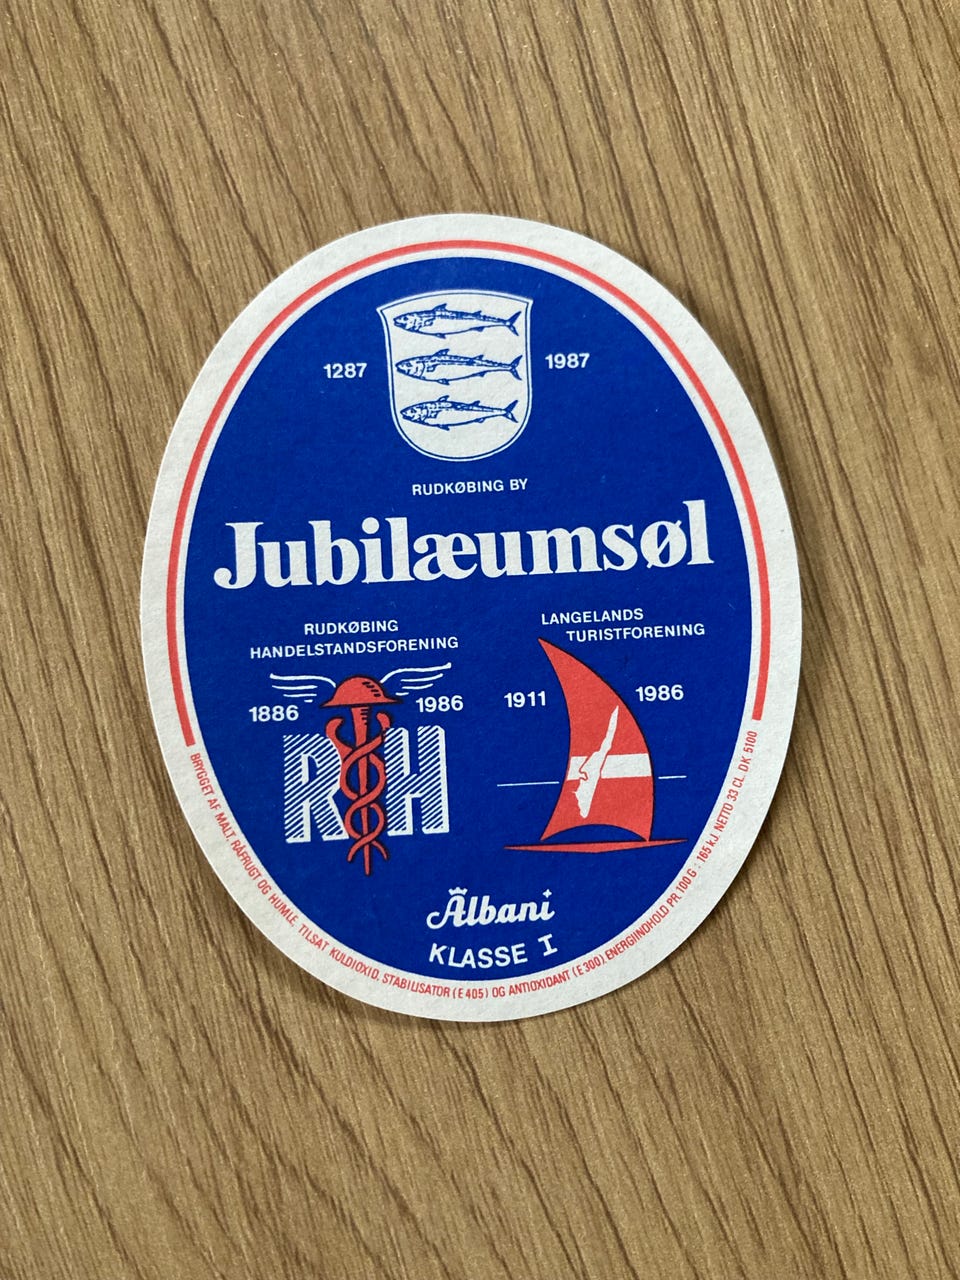 1287 1987
RUDKØBING BY
Jubilæumsøl
RUDKØBING
HANDELSTANDSFORENING
1886 1986
RH
LANGELANDS
TURISTFORENING
1911 1986
Albani
KLASSE I
BRYGGET AF MALT, RÅFRUGT OG HUMLE. TILSAT KULDIOXID, STABILISATOR (E 405) OG ANTIOXIDANT (E 300). ENERGIINDHOLD PR 100 G : 165 kJ. NETTO 33 CL. DK 5100